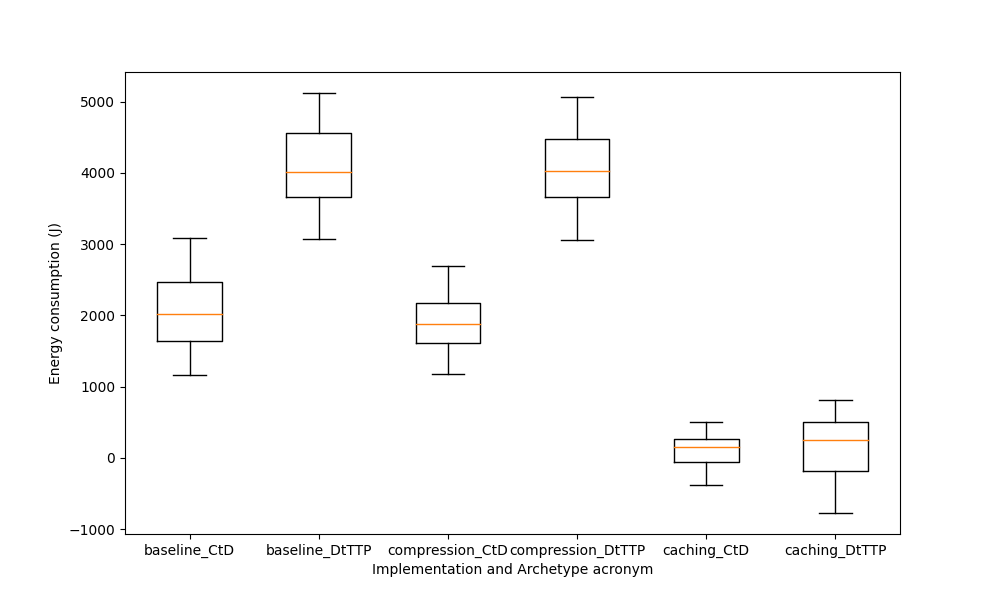 Energy consumption (J)
5000
4000
3000
2000
1000
0
−1000
baseline_CtD baseline_DtTTP compression_CtD compression_DtTTP caching_CtD caching_DtTTP
Implementation and Archetype acronym